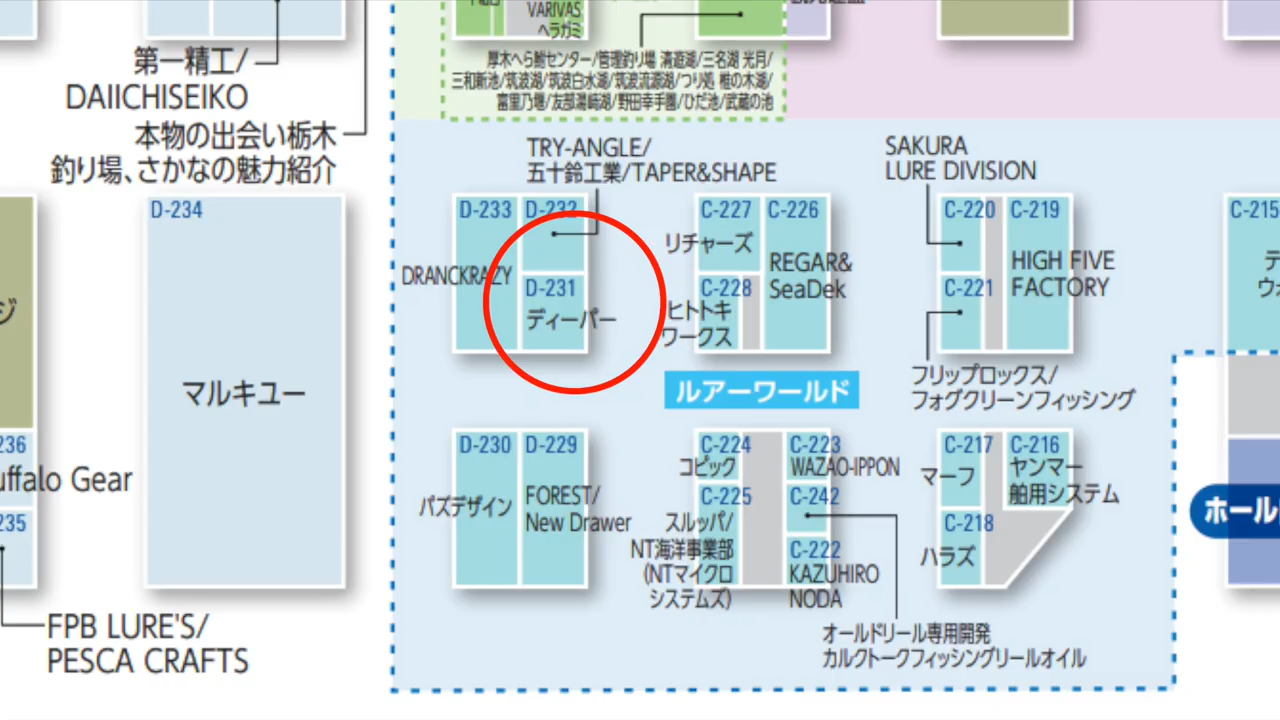 VARIVAS
ヘラガミ
厚木へら鮒センター/管理釣り場 清遊湖/三名湖 光月/
三和新池/筑波湖/筑波白水湖/筑波流源湖/つり処 椎の木湖/
富里乃堰/友部湯崎湖/野田幸手園/ひだ池/武蔵の池
第一精工/
DAIICHISEIKO
本物の出会い栃木
釣り場、さかなの魅力紹介
TRY-ANGLE/
五十鈴工業/TAPER&SHAPE
SAKURA
LURE DIVISION
D-234
マルキユー
D-233
DRANCKRAZY
D-232
D-231
ディーパー
C-227
リチャーズ
C-226
REGAR&
SeaDek
C-228
ヒトトキ
ワークス
C-220
C-219
HIGH FIVE
FACTORY
C-221
C-215
フリップロックス/
フォグクリーンフィッシング
ルアーワールド
D-230
パズデザイン
D-229
FOREST/
New Drawer
C-224
コピック
C-225
スルッパ/
NT海洋事業部
(NTマイクロ
システムズ)
C-223
WAZAO-IPPON
C-242
C-222
KAZUHIRO
NODA
オールドリール専用開発
カルクトークフィッシングリールオイル
C-217
マーフ
C-216
ヤンマー
舶用システム
C-218
ハラズ
ホール
236
uffalo Gear
235
FPB LURE'S/
PESCA CRAFTS